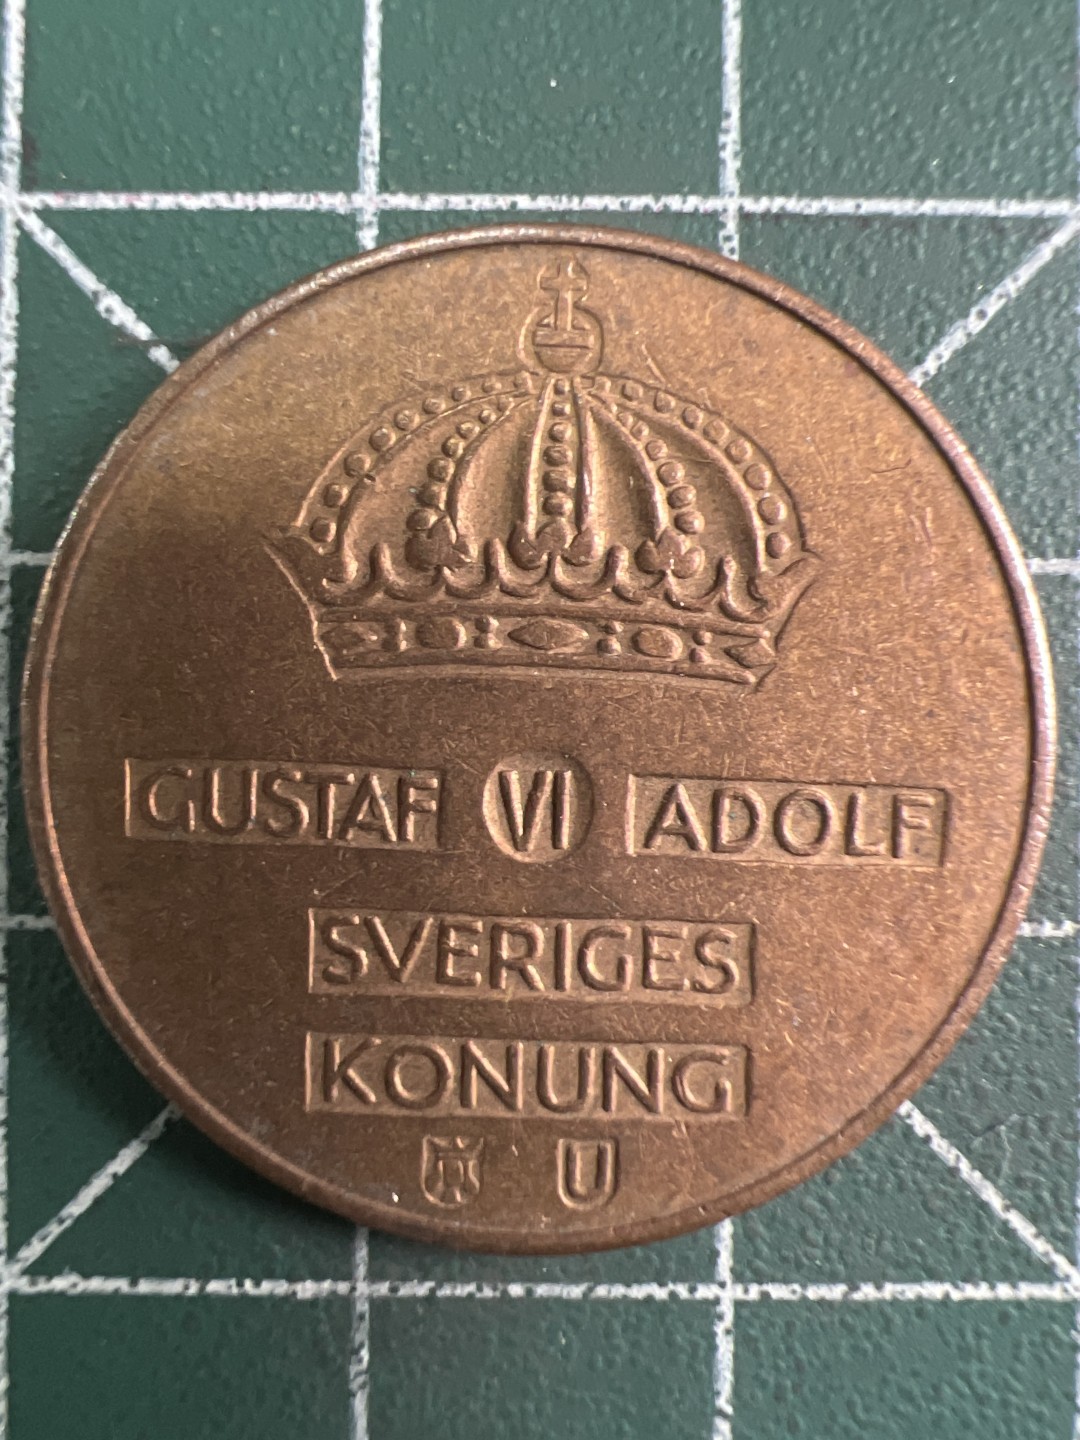 GUSTAF VI ADOLF
SVERIGES
KONUNG
U